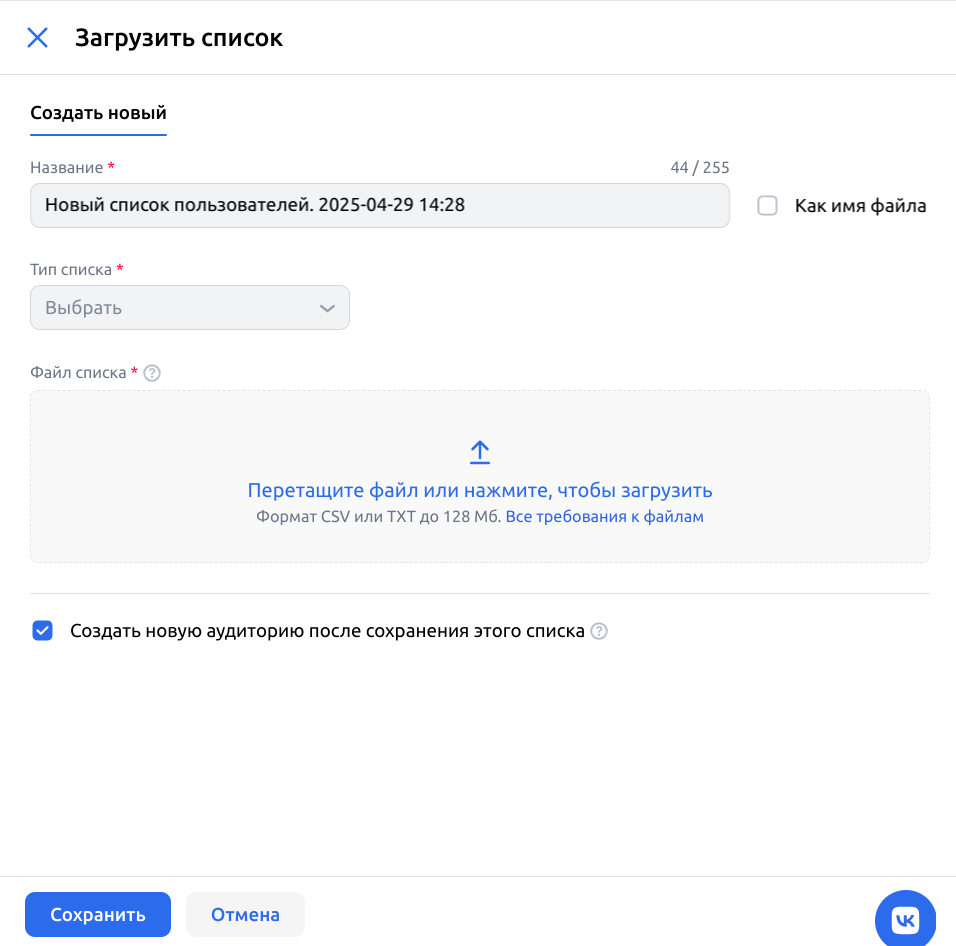 Загрузить список
Создать новый
Название *
44 / 255
Новый список пользователей. 2025-04-29 14:28
Как имя файла
Тип списка *
Выбрать
Файл списка * ?
Перетащите файл или нажмите, чтобы загрузить
Формат CSV или TXT до 128 Мб. Все требования к файлам
Создать новую аудиторию после сохранения этого списка ?
Сохранить
Отмена